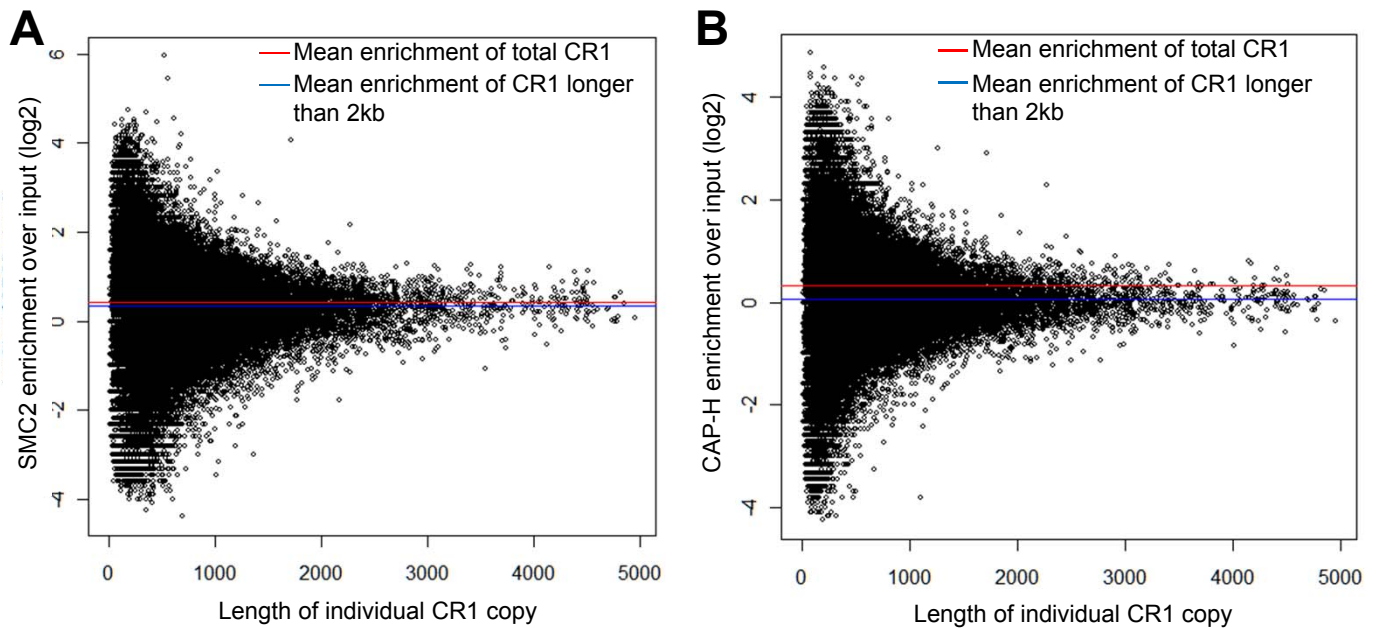 A
SMC2 enrichment over input (log2)
6
4
2
0
-2
-4
Mean enrichment of total CR1
Mean enrichment of CR1 longer
than 2kb
0 1000 2000 3000 4000 5000
Length of individual CR1 copy
B
CAP-H enrichment over input (log2)
4
2
0
-2
-4
Mean enrichment of total CR1
Mean enrichment of CR1 longer
than 2kb
0 1000 2000 3000 4000 5000
Length of individual CR1 copy